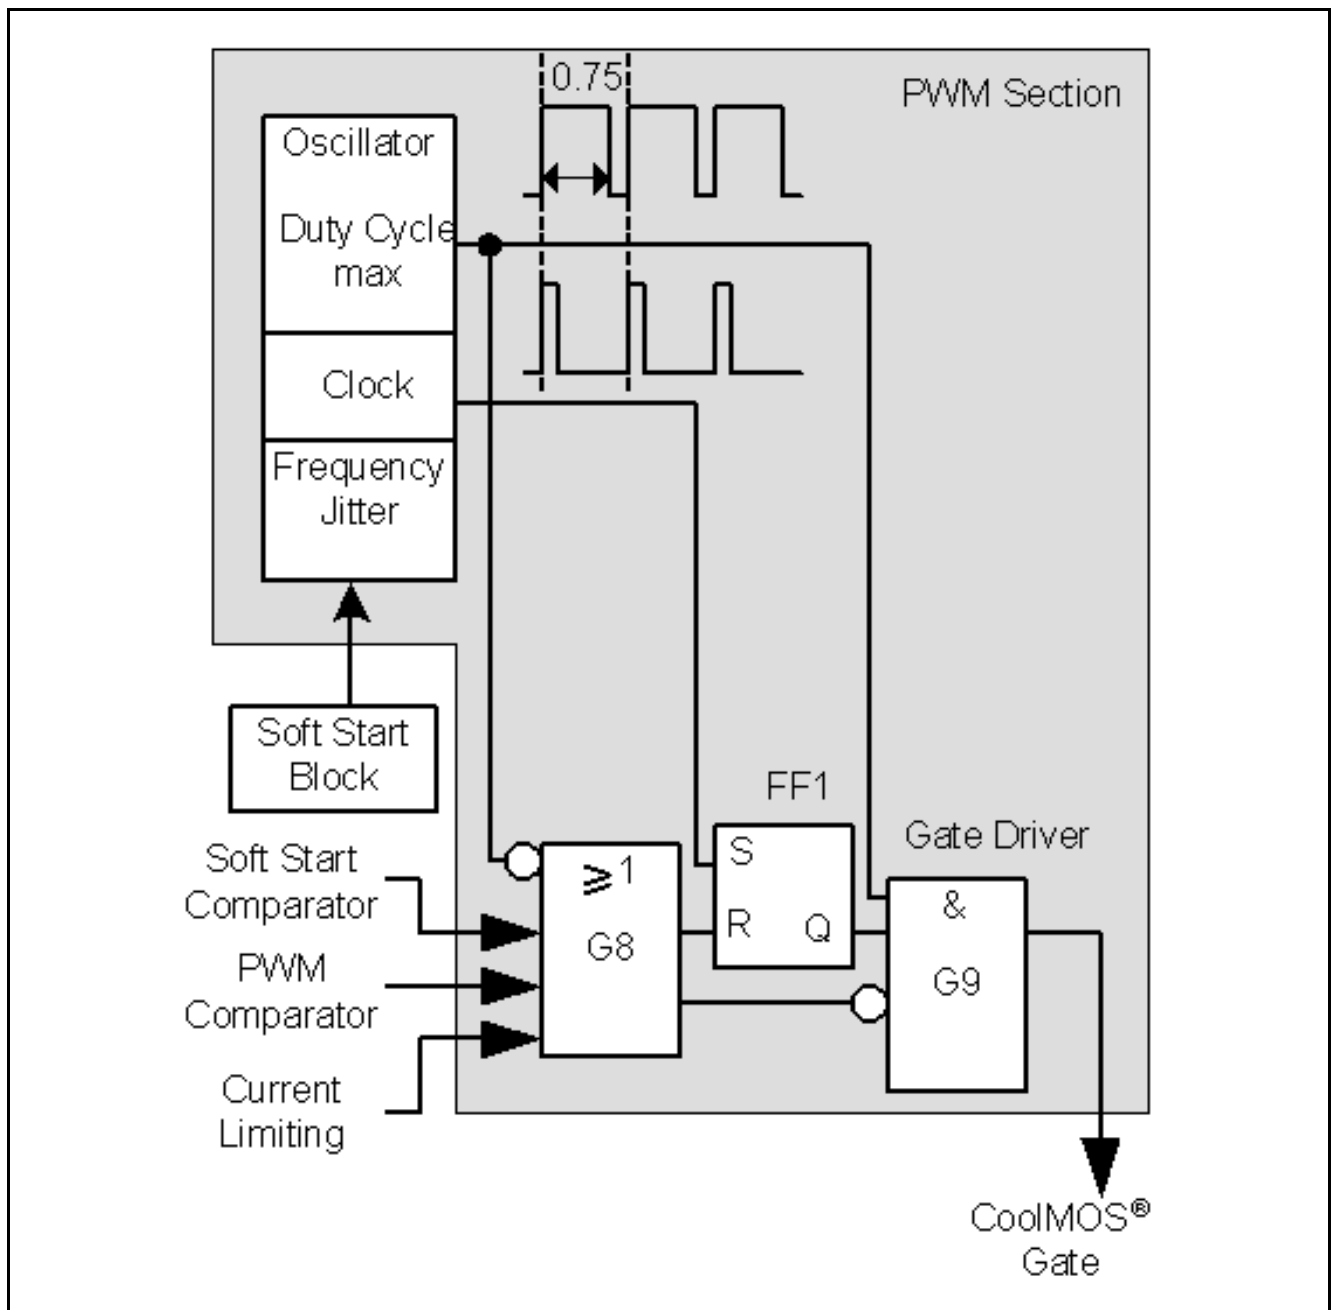 0.75
PWM Section
Oscillator
Duty Cycle
max
Clock
Frequency
Jitter
Soft Start
Block
FF1
Gate Driver
Soft Start
Comparator
PWM
Comparator
Current
Limiting
≥1
G8
S
R
Q
&
G9
CoolMOS®
Gate